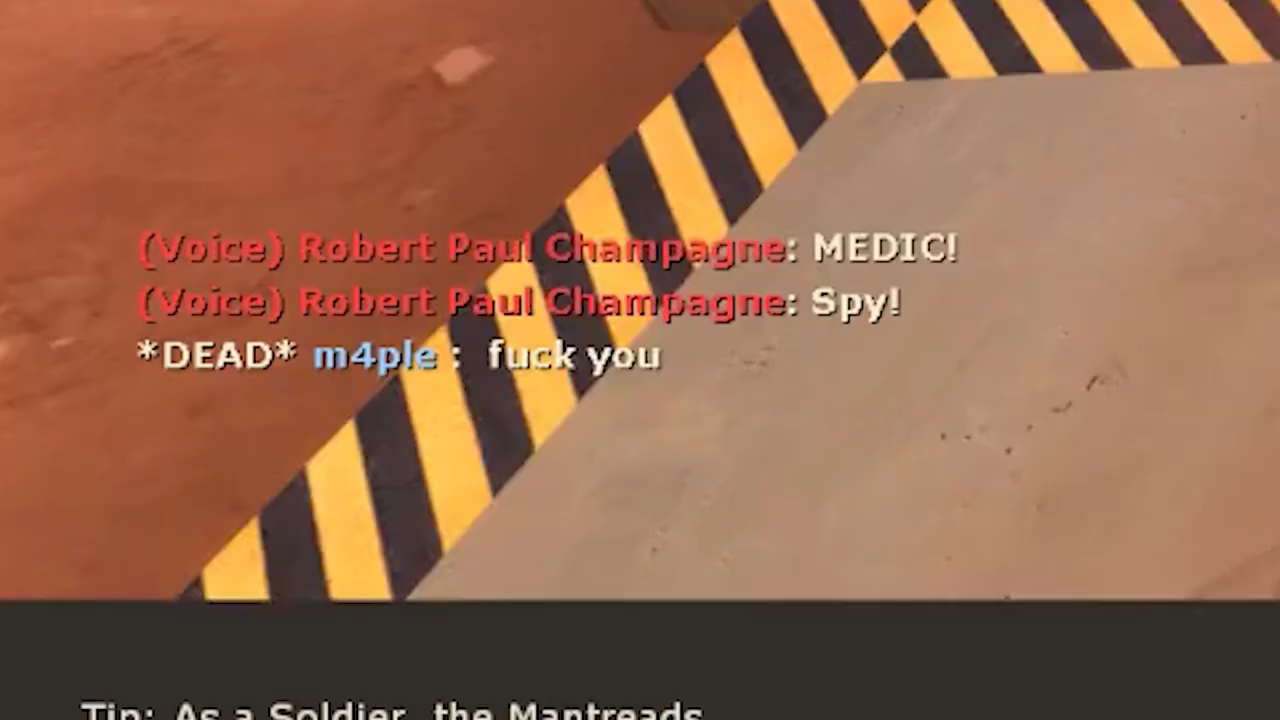 (Voice) Robert Paul Champagne: MEDIC!
(Voice) Robert Paul Champagne: Spy!
*DEAD* m4ple :  fuck you
Tip: As a Soldier, the Mantreads